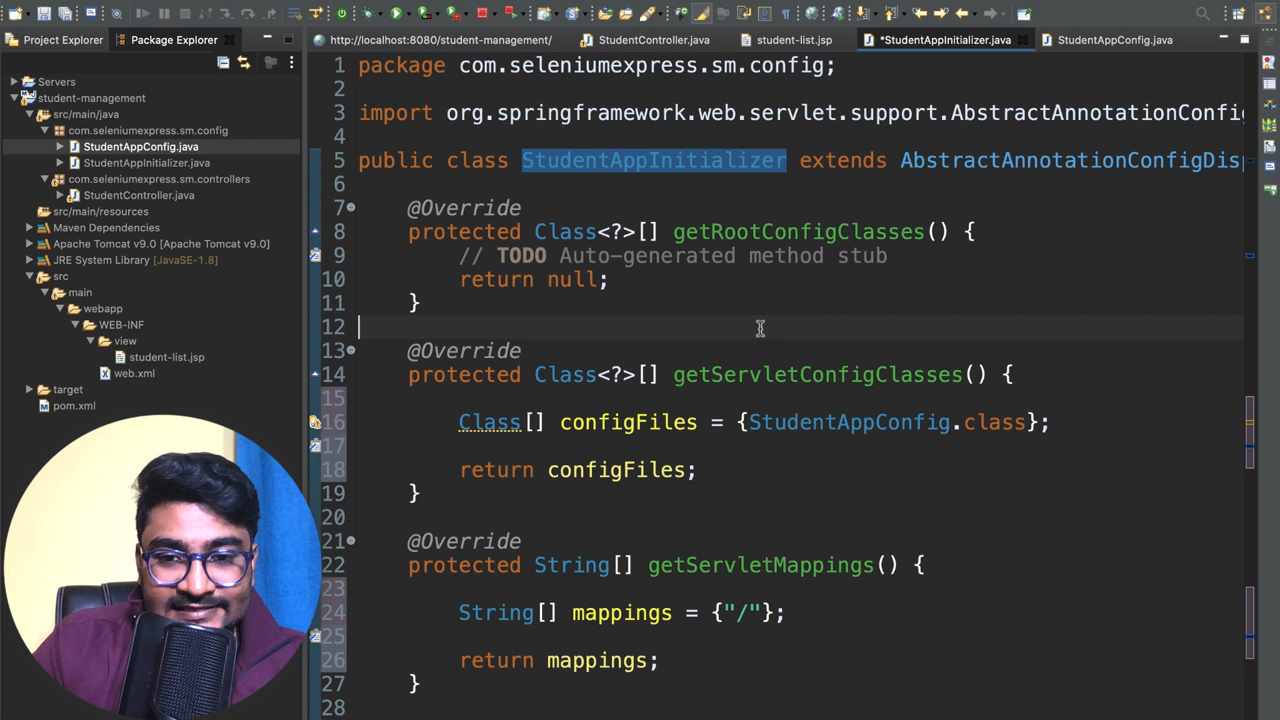 Project Explorer
Package Explorer
http://localhost:8080/student-management/
StudentController.java
student-list.jsp
*StudentAppInitializer.java
StudentAppConfig.java
Servers
student-management
src/main/java
com.seleniumexpress.sm.config
StudentAppConfig.java
StudentAppInitializer.java
com.seleniumexpress.sm.controllers
StudentController.java
src/main/resources
Maven Dependencies
Apache Tomcat v9.0 [Apache Tomcat v9.0]
JRE System Library [JavaSE-1.8]
src
main
webapp
WEB-INF
view
student-list.jsp
web.xml
target
pom.xml
1 package com.seleniumexpress.sm.config;
2
3 import org.springframework.web.servlet.support.AbstractAnnotationConfig
4
5 public class StudentAppInitializer extends AbstractAnnotationConfigDisp
6
7 @Override
8 protected Class<?>[] getRootConfigClasses() {
9 // TODO Auto-generated method stub
10 return null;
11 }
12
13 @Override
14 protected Class<?>[] getServletConfigClasses() {
15
16 Class[] configFiles = {StudentAppConfig.class};
17
18 return configFiles;
19 }
20
21 @Override
22 protected String[] getServletMappings() {
23
24 String[] mappings = {"/"};
25
26 return mappings;
27 }
28